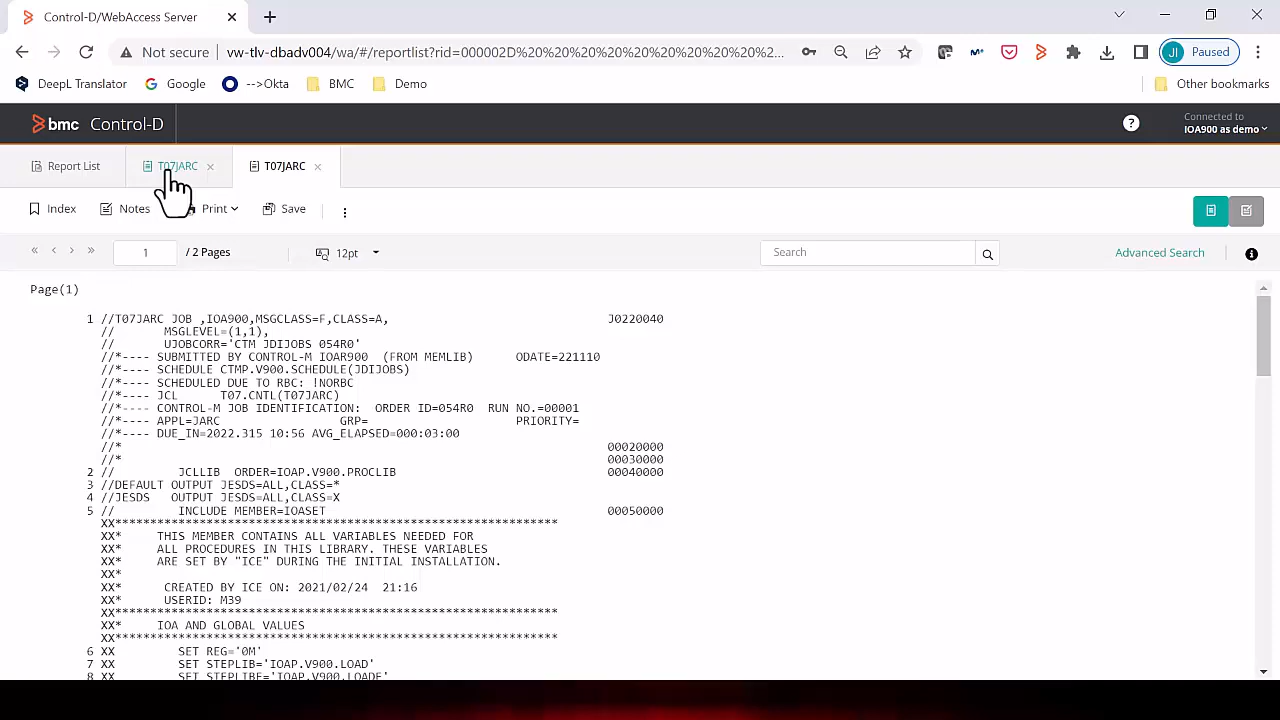 Control-D/WebAccess Server
Not secure vw-tlv-dbadv004/wa/#/reportlist?rid=000002D%20%20%20%20%20%20%20%20%20%2... JI Paused
DeepL Translator Google -->Okta BMC Demo Other bookmarks
bmc Control-D ? Connected to
IOA900 as demo
Report List T07JARC T07JARC
Index Notes Print Save
1 / 2 Pages 12pt Search Advanced Search
Page(1)
1 //T07JARC JOB ,IOA900,MSGCLASS=F,CLASS=A, J0220040
// MSGLEVEL=(1,1),
// UJOBCORR='CTM JDIJOBS 054R0'
//*---- SUBMITTED BY CONTROL-M IOAR900 (FROM MEMLIB) ODATE=221110
//*---- SCHEDULE CTMP.V900.SCHEDULE(JDIJOBS)
//*---- SCHEDULED DUE TO RBC: !NORBC
//*---- JCL T07.CNTL(T07JARC)
//*---- CONTROL-M JOB IDENTIFICATION: ORDER ID=054R0 RUN NO.=00001
//*---- APPL=JARC GRP= PRIORITY=
//*---- DUE_IN=2022.315 10:56 AVG_ELAPSED=000:03:00
//* 00020000
//* 00030000
2 // JCLLIB ORDER=IOAP.V900.PROCLIB 00040000
3 //DEFAULT OUTPUT JESDS=ALL,CLASS=*
4 //JESDS OUTPUT JESDS=ALL,CLASS=X
5 // INCLUDE MEMBER=IOASET 00050000
XX***************************************************************
XX* THIS MEMBER CONTAINS ALL VARIABLES NEEDED FOR
XX* ALL PROCEDURES IN THIS LIBRARY. THESE VARIABLES
XX* ARE SET BY "ICE" DURING THE INITIAL INSTALLATION.
XX*
XX* CREATED BY ICE ON: 2021/02/24 21:16
XX* USERID: M39
XX***************************************************************
XX* IOA AND GLOBAL VALUES
XX***************************************************************
6 XX SET REG='0M'
7 XX SET STEPLIB='IOAP.V900.LOAD'
8 XX SET STEPLIBE='IOAP.V900.LOADE'